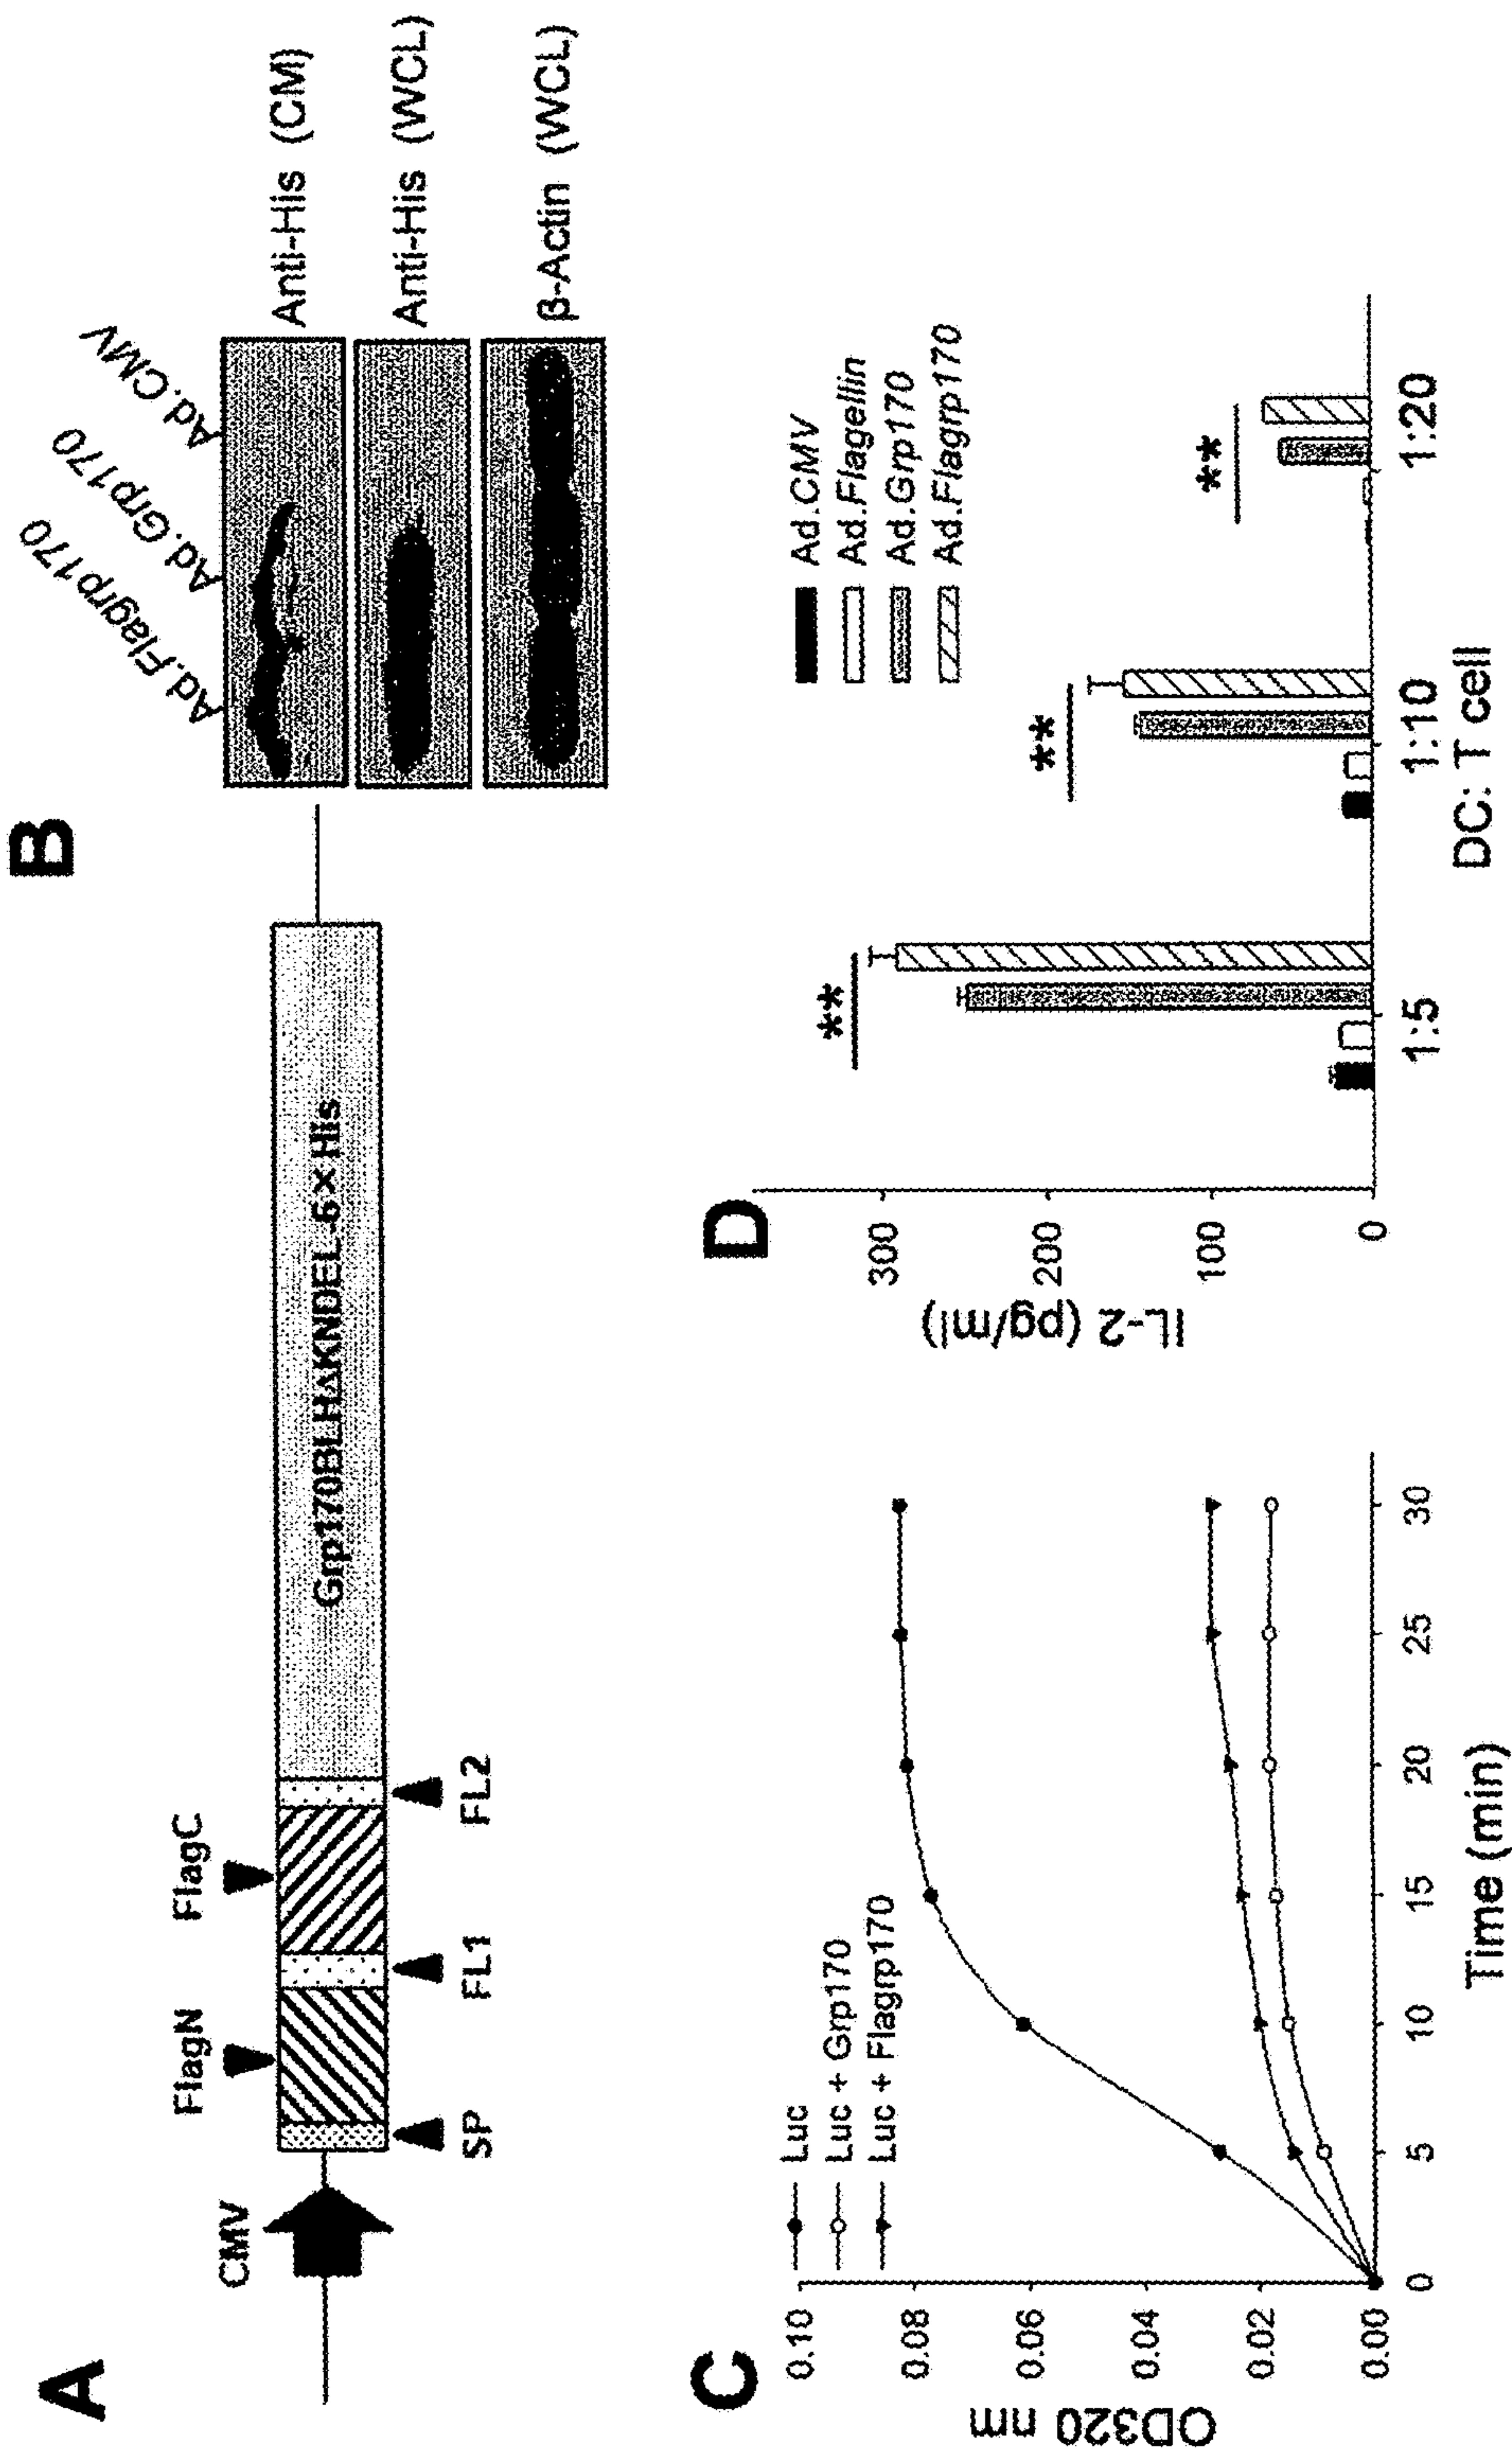 A
CMV
FlagN
FlagC
SP
FL1
FL2
Grp170BLHΔKNDEL-6×His
B
Ad.Flagrp170
Ad.Grp170
Ad.CMV
Anti-His (CM)
Anti-His (WCL)
β-Actin (WCL)
C
OD320 nm
0.10
0.08
0.06
0.04
0.02
0.00
Luc
Luc + Grp170
Luc + Flagrp170
0 5 10 15 20 25 30
Time (min)
D
IL-2 (pg/ml)
300
200
100
0
**
**
**
Ad.CMV
Ad.Flagellin
Ad.Grp170
Ad.Flagrp170
1:5 1:10 1:20
DC: T cell